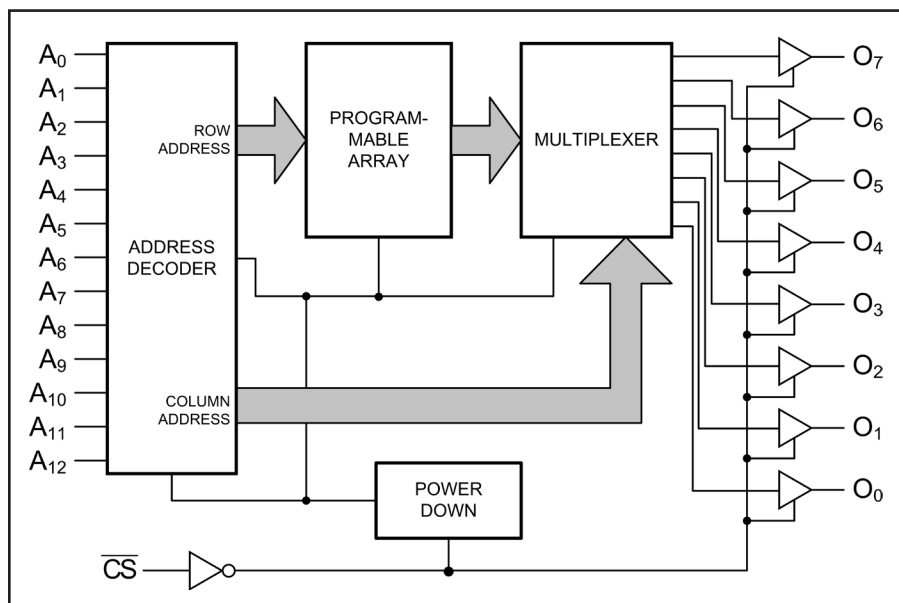 A0
A1
A2
A3
A4
A5
A6
A7
A8
A9
A10
A11
A12
ROW
ADDRESS
ADDRESS
DECODER
COLUMN
ADDRESS
PROGRAM-
MABLE
ARRAY
MULTIPLEXER
POWER
DOWN
CS
O7
O6
O5
O4
O3
O2
O1
O0